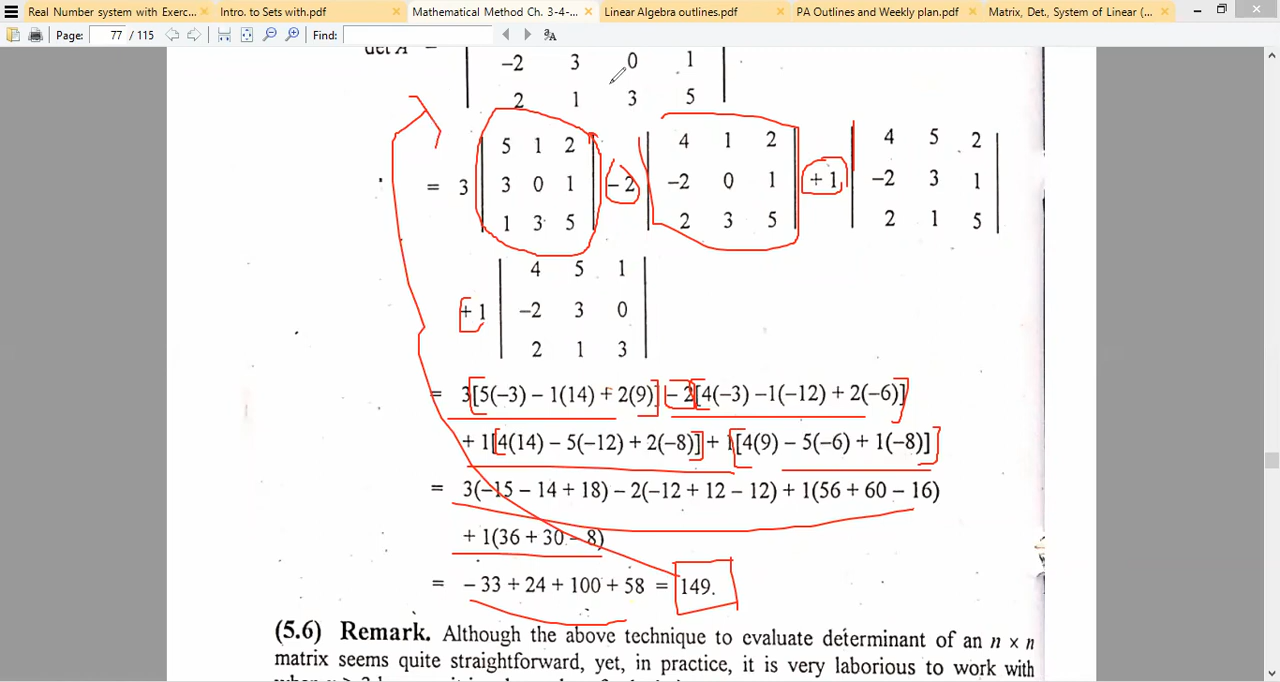 Real Number system with Exerc... Intro. to Sets with.pdf Mathematical Method Ch. 3-4-... Linear Algebra outlines.pdf PA Outlines and Weekly plan.pdf Matrix, Det., System of Linear (...
Page: 77 / 115 Find:
det A =
-2 3 0 1
2 1 3 5
= 3 | 5 1 2 | - 2 | 4 1 2 | + 1 | 4 5 2 |
| 3 0 1 | | -2 0 1 | | -2 3 1 |
| 1 3 5 | | 2 3 5 | | 2 1 5 |
+ 1 | 4 5 1 |
| -2 3 0 |
| 2 1 3 |
= 3[5(-3) - 1(14) + 2(9)] - 2[4(-3) -1(-12) + 2(-6)]
+ 1[4(14) - 5(-12) + 2(-8)] + 1[4(9) - 5(-6) + 1(-8)]
= 3(-15 - 14 + 18) - 2(-12 + 12 - 12) + 1(56 + 60 - 16)
+ 1(36 + 30 - 8)
= - 33 + 24 + 100 + 58 = 149.
(5.6) Remark. Although the above technique to evaluate determinant of an n × n
matrix seems quite straightforward, yet, in practice, it is very laborious to work with